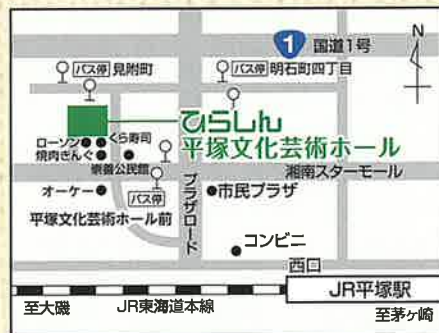 1 国道1号
N
バス停 見附町
バス停 明石町四丁目
ひらしん
平塚文化芸術ホール
ローソン
くら寿司
焼肉きんぐ
崇善公民館
湘南スターモール
オーケー
バス停
プラザロード
市民プラザ
平塚文化芸術ホール前
コンビニ
西口
JR平塚駅
至大磯
JR東海道本線
至茅ヶ崎